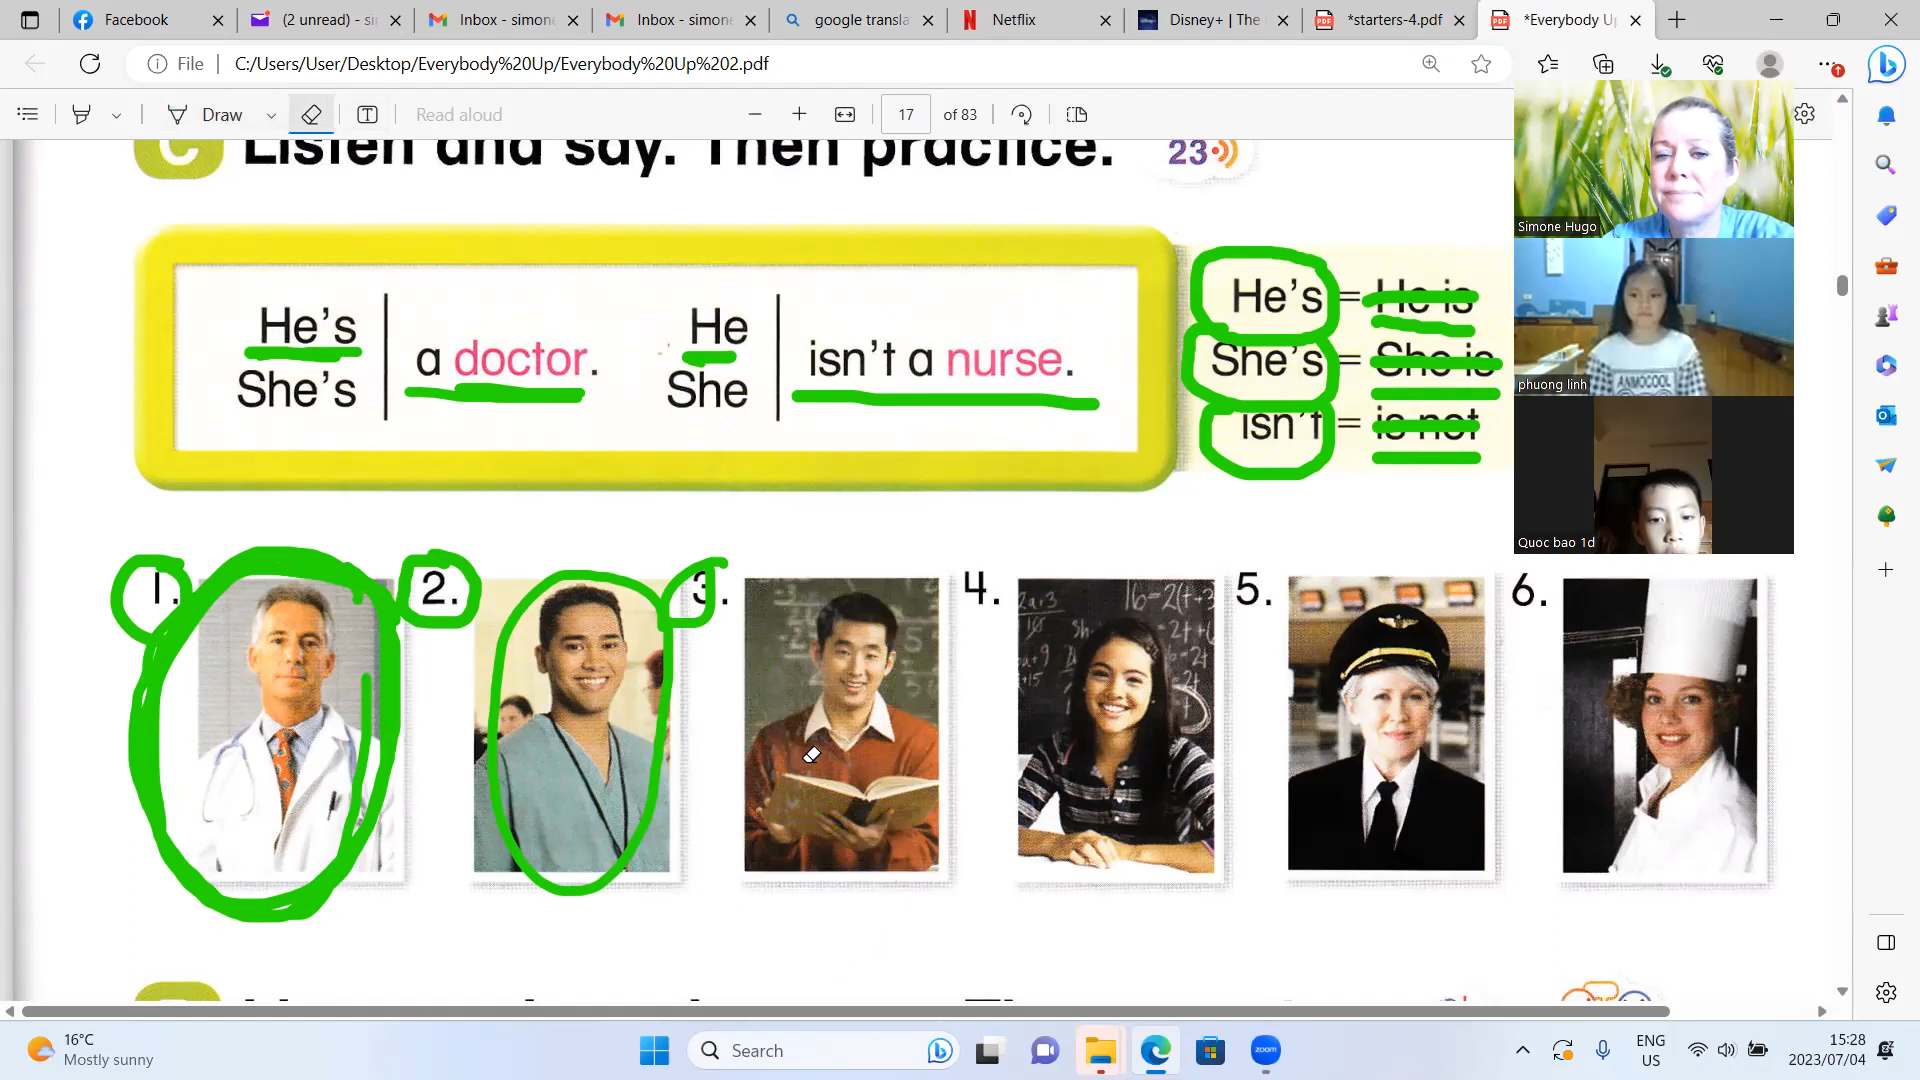 Facebook
(2 unread) - si
Inbox - simon
Inbox - simon
google transla
Netflix
Disney+ | The
*starters-4.pdf
*Everybody Up
File
C:/Users/User/Desktop/Everybody%20Up/Everybody%20Up%202.pdf
Draw
Read aloud
17
of 83
C Listen and say. Then practice. 23
He's
She's
a doctor.
He
She
isn't a nurse.
He's = He is
She's = She is
isn't = is not
1.
2.
3.
4.
5.
6.
Simone Hugo
phuong linh
ANMOCOOL
Quoc bao 1d
16°C
Mostly sunny
Search
zoom
ENG
US
15:28
2023/07/04